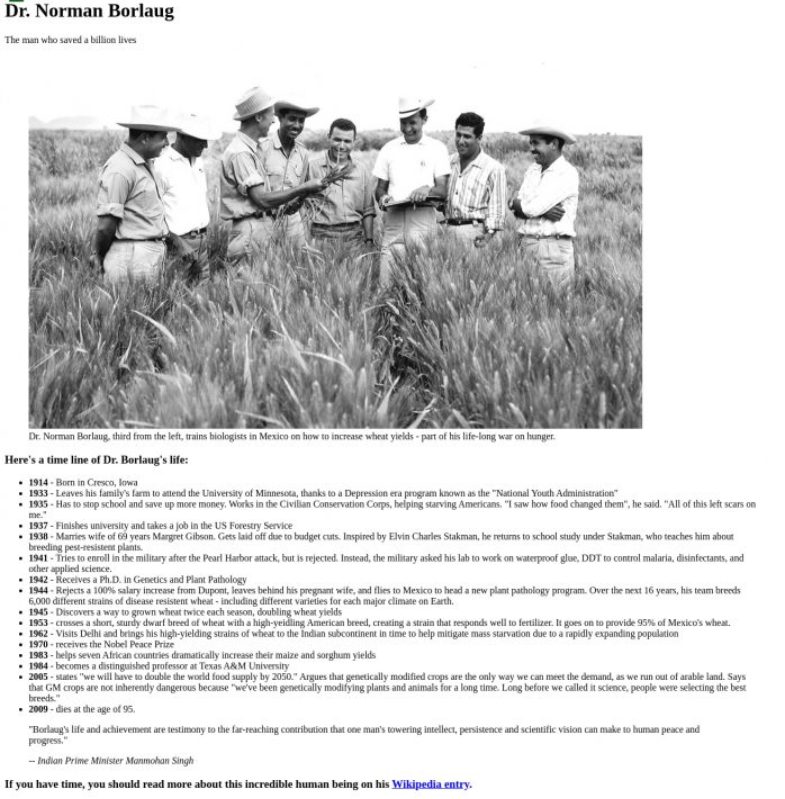 Dr. Norman Borlaug
The man who saved a billion lives
Dr. Norman Borlaug, third from the left, trains biologists in Mexico on how to increase wheat yields - part of his life-long war on hunger.
Here's a time line of Dr. Borlaug's life:
1914 - Born in Cresco, Iowa
1933 - Leaves his family's farm to attend the University of Minnesota, thanks to a Depression era program known as the "National Youth Administration"
1935 - Has to stop school and save up more money. Works in the Civilian Conservation Corps, helping starving Americans. "I saw how food changed them", he said. "All of this left scars on
me."
1937 - Finishes university and takes a job in the US Forestry Service
1938 - Marries wife of 69 years Margret Gibson. Gets laid off due to budget cuts. Inspired by Elvin Charles Stakman, he returns to school study under Stakman, who teaches him about
breeding pest-resistent plants.
1941 - Tries to enroll in the military after the Pearl Harbor attack, but is rejected. Instead, the military asked his lab to work on waterproof glue, DDT to control malaria, disinfectants, and
other applied science.
1942 - Receives a Ph.D. in Genetics and Plant Pathology
1944 - Rejects a 100% salary increase from Dupont, leaves behind his pregnant wife, and flies to Mexico to head a new plant pathology program. Over the next 16 years, his team breeds
6,000 different strains of disease resistent wheat - including different varieties for each major climate on Earth.
1945 - Discovers a way to grown wheat twice each season, doubling wheat yields
1953 - crosses a short, sturdy dwarf breed of wheat with a high-yeidling American breed, creating a strain that responds well to fertilizer. It goes on to provide 95% of Mexico's wheat.
1962 - Visits Delhi and brings his high-yielding strains of wheat to the Indian subcontinent in time to help mitigate mass starvation due to a rapidly expanding population
1970 - receives the Nobel Peace Prize
1983 - helps seven African countries dramatically increase their maize and sorghum yields
1984 - becomes a distinguished professor at Texas A&M University
2005 - states "we will have to double the world food supply by 2050." Argues that genetically modified crops are the only way we can meet the demand, as we run out of arable land. Says
that GM crops are not inherently dangerous because "we've been genetically modifying plants and animals for a long time. Long before we called it science, people were selecting the best
breeds."
2009 - dies at the age of 95.
"Borlaug's life and achievement are testimony to the far-reaching contribution that one man's towering intellect, persistence and scientific vision can make to human peace and
progress."
-- Indian Prime Minister Manmohan Singh
If you have time, you should read more about this incredible human being on his Wikipedia entry.